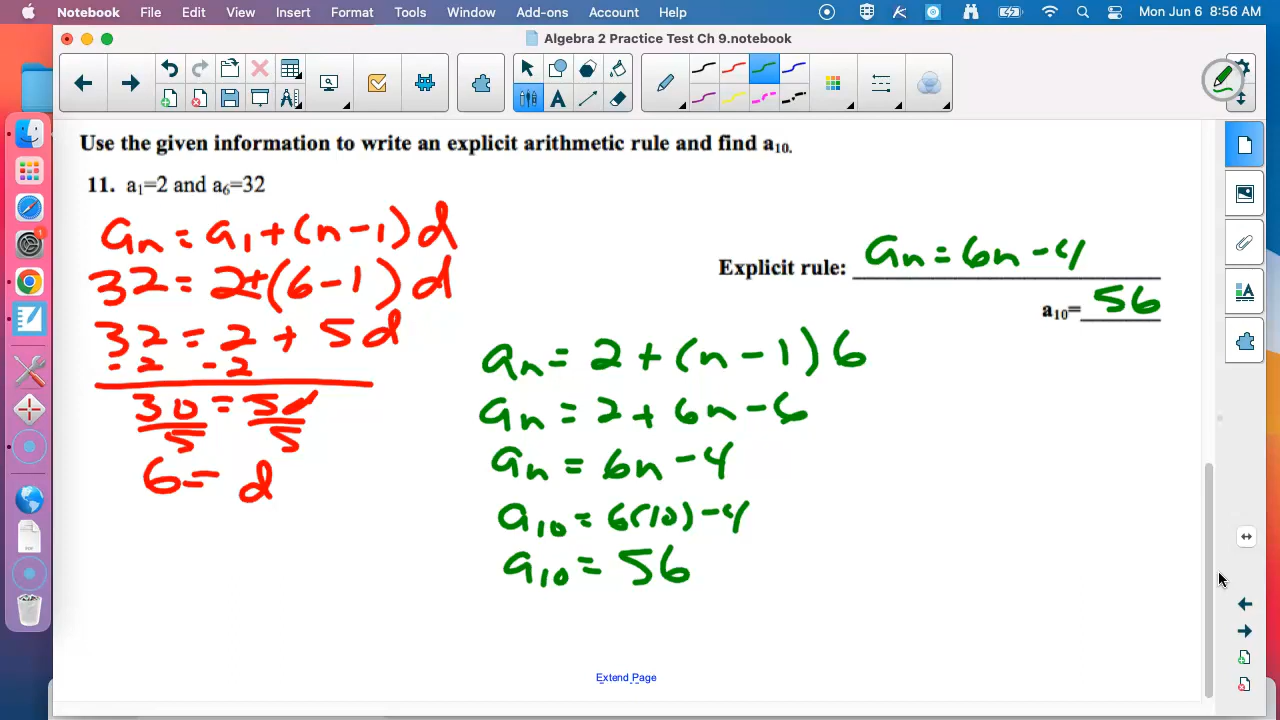 Notebook File Edit View Insert Format Tools Window Add-ons Account Help Mon Jun 6 8:56 AM
Algebra 2 Practice Test Ch 9.notebook
Use the given information to write an explicit arithmetic rule and find a₁₀.
11. a₁=2 and a₆=32
aₙ = a₁ + (n-1)d
32 = 2+(6-1)d
32 = 2 + 5d
-2 -2
30 = 5d
5 5
6 = d
Explicit rule: aₙ = 6n - 4
a₁₀= 56
aₙ = 2 + (n-1)6
aₙ = 2 + 6n - 6
aₙ = 6n - 4
a₁₀ = 6(10) - 4
a₁₀ = 56
Extend Page